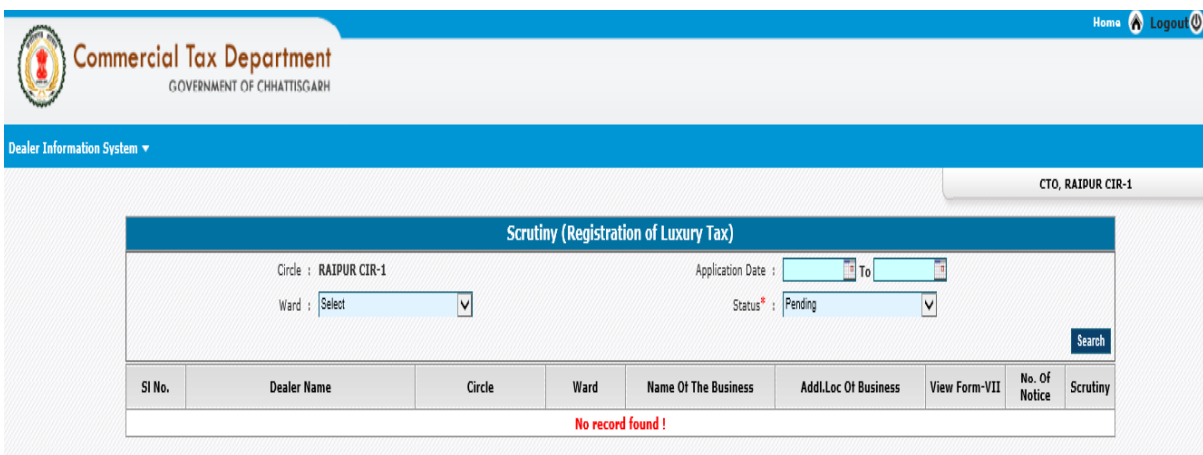 Home Logout
Commercial Tax Department
GOVERNMENT OF CHHATTISGARH
Dealer Information System
CTO, RAIPUR CIR-1
Scrutiny (Registration of Luxury Tax)
Circle : RAIPUR CIR-1 Application Date : To
Ward : Select Status* : Pending
Search
Sl No. Dealer Name Circle Ward Name Of The Business Addl.Loc Of Business View Form-VII No. Of Notice Scrutiny
No record found !